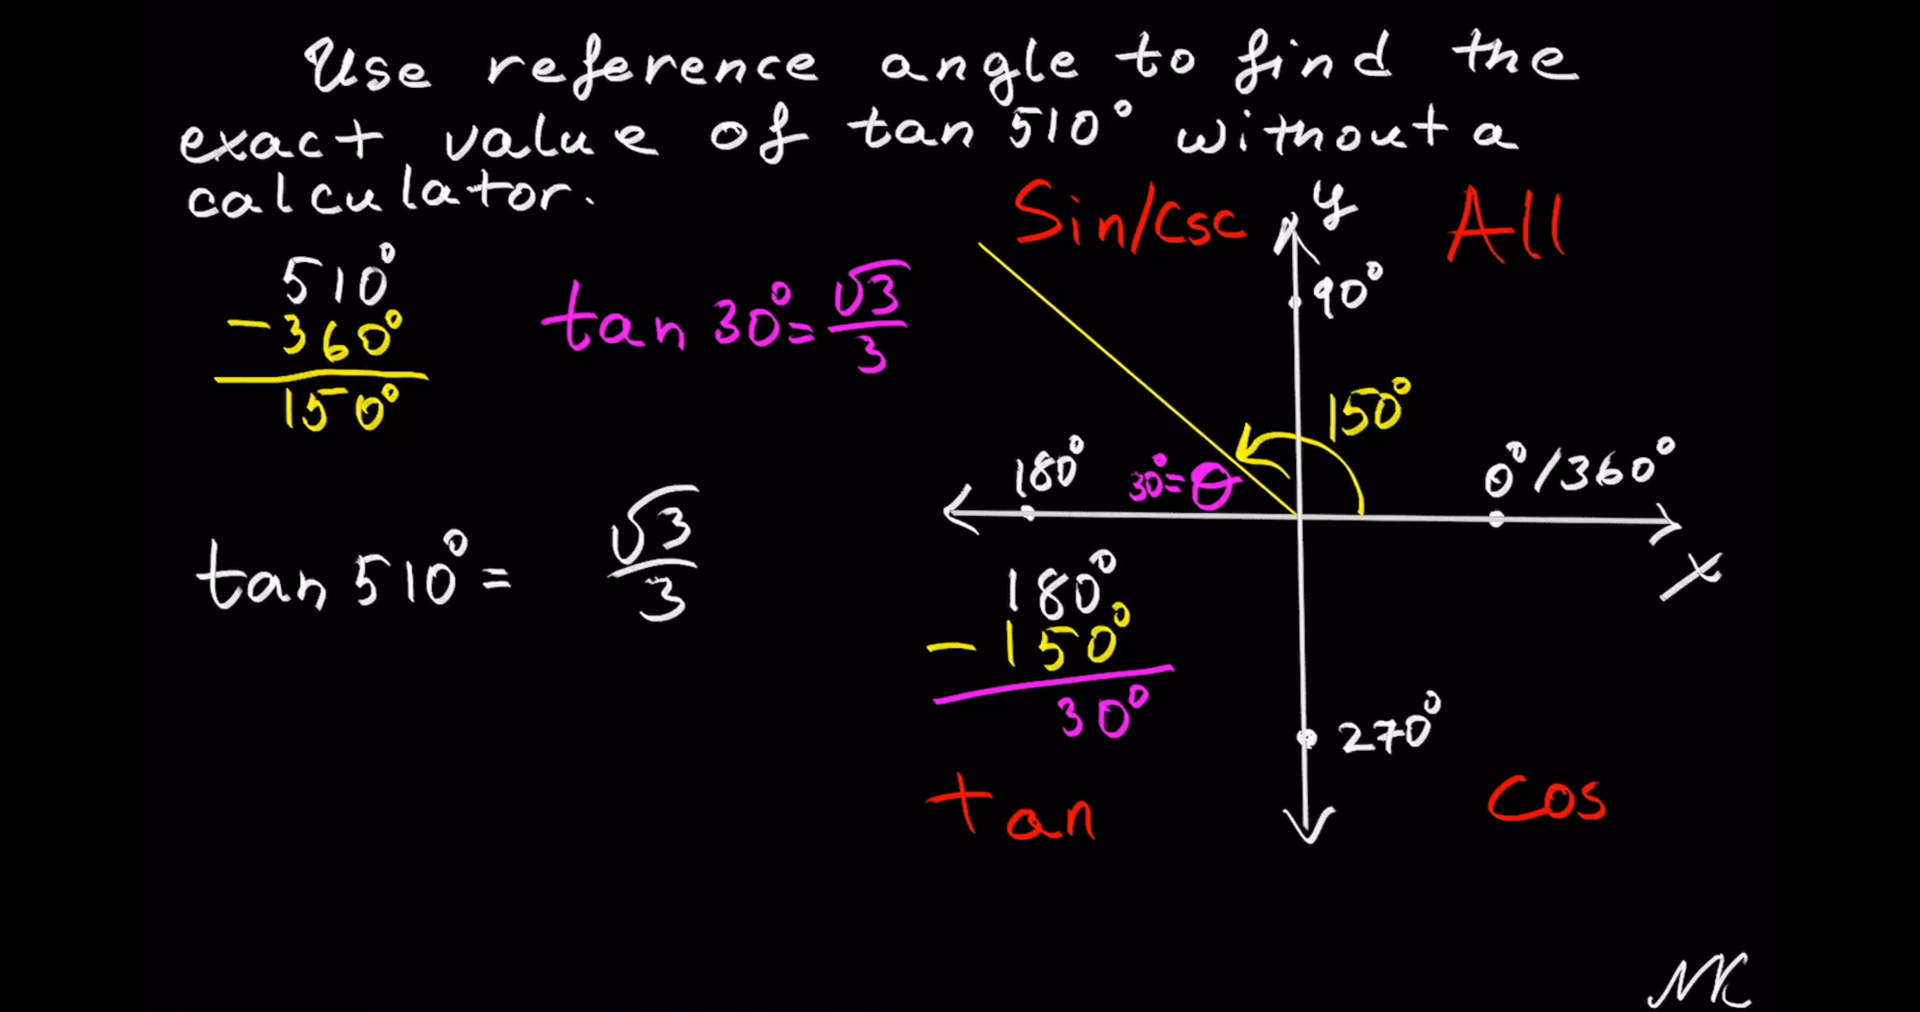 Use reference angle to find the
exact value of tan 510° without a
calculator.
510°
-360°
150°
tan 30° = √3/3
tan 510° = √3/3
Sin/Csc
All
y
90°
150°
180°
30°=θ
0°/360°
x
180°
-150°
30°
270°
tan
cos
MK